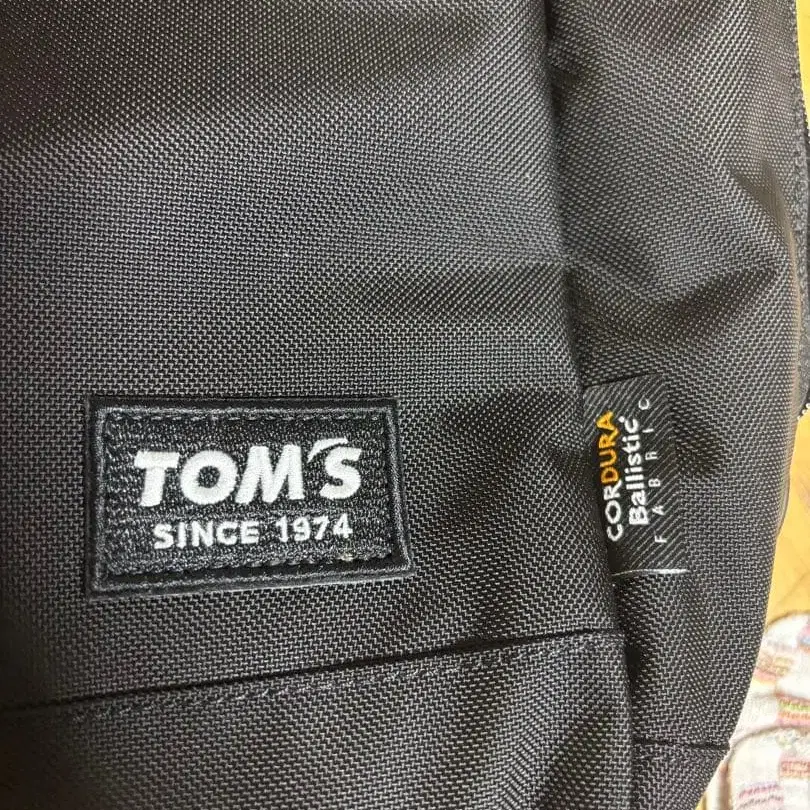 TOM'S
SINCE 1974
CORDURA
Ballistic
FABRIC